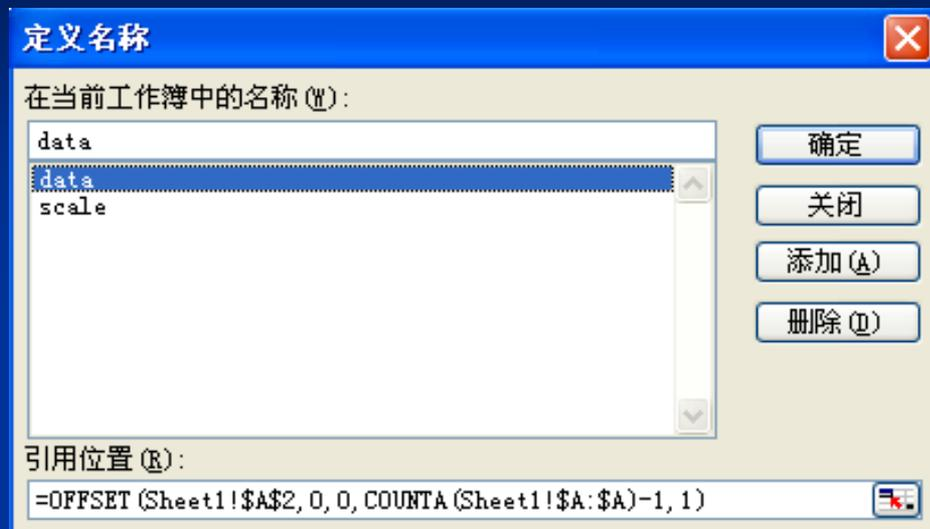 定义名称
在当前工作簿中的名称(W):
data
data
scale
确定
关闭
添加(A)
删除(D)
引用位置(R):
=OFFSET(Sheet1!$A$2,0,0,COUNTA(Sheet1!$A:$A)-1,1)